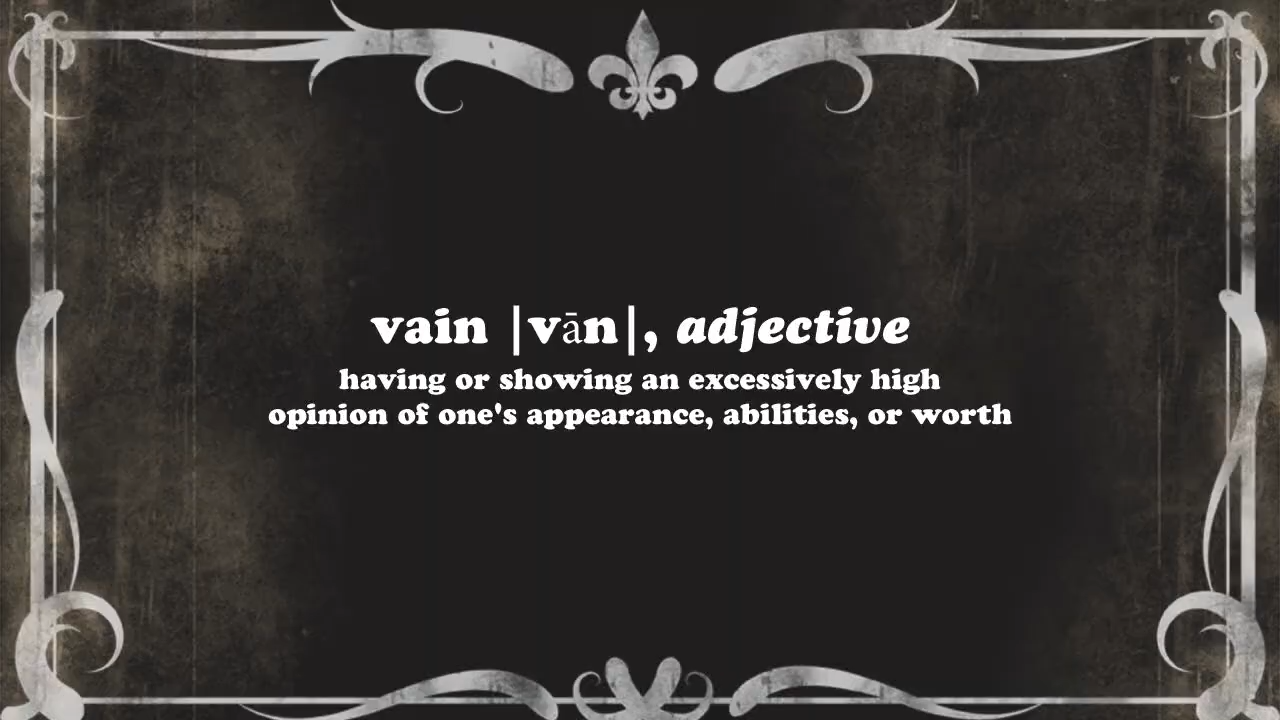 vain |vān|, adjective
having or showing an excessively high
opinion of one's appearance, abilities, or worth